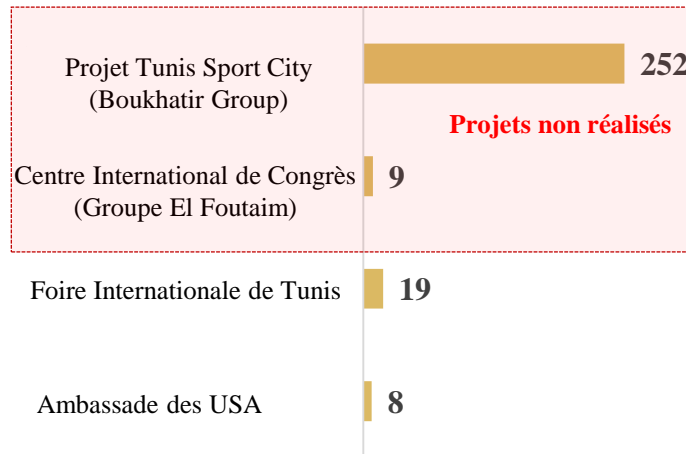 Projet Tunis Sport City
(Boukhatir Group)
252
Projets non réalisés
Centre International de Congrès
(Groupe El Foutaim)
9
Foire Internationale de Tunis
19
Ambassade des USA
8